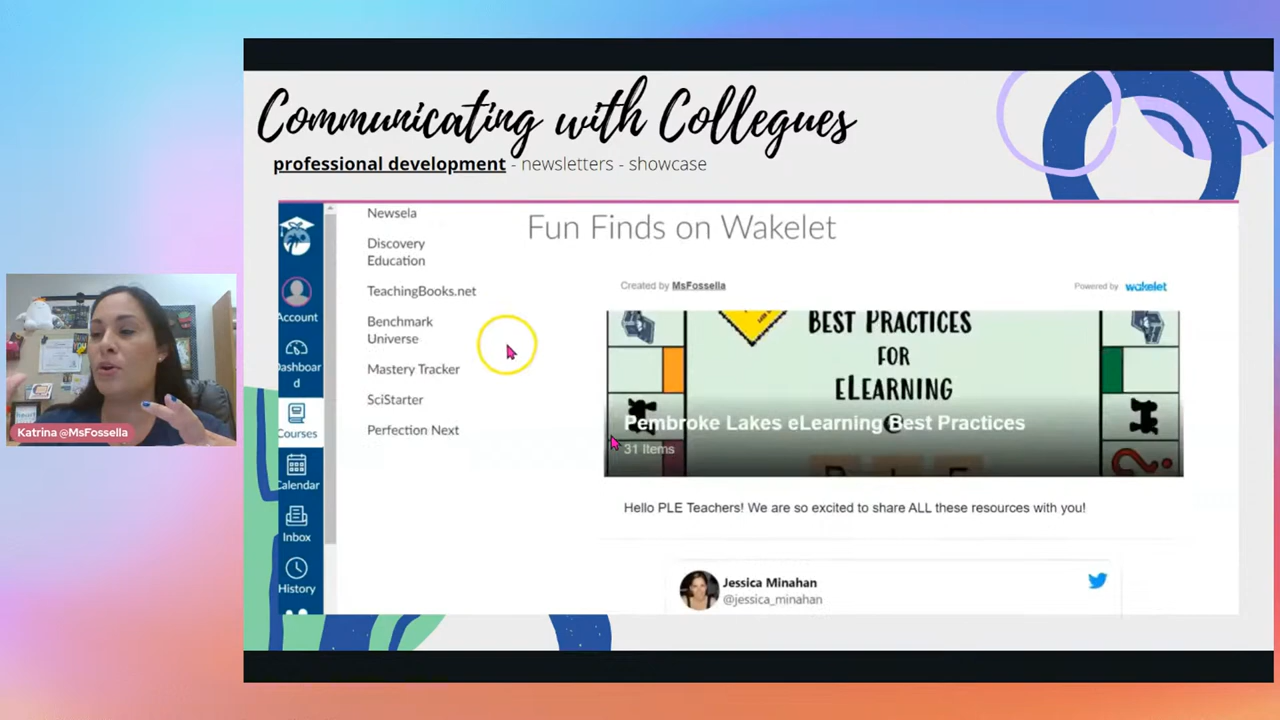 Communicating with Collegues
professional development - newsletters - showcase
Newsela
Discovery
Education
TeachingBooks.net
Benchmark
Universe
Mastery Tracker
SciStarter
Perfection Next
Account
Dashboar
d
Courses
Calendar
Inbox
History
Fun Finds on Wakelet
Created by MsFossella
Powered by wakelet
BEST PRACTICES
FOR
ELEARNING
Pembroke Lakes eLearning Best Practices
31 Items
Hello PLE Teachers! We are so excited to share ALL these resources with you!
Jessica Minahan
@jessica_minahan
Katrina @MsFossella